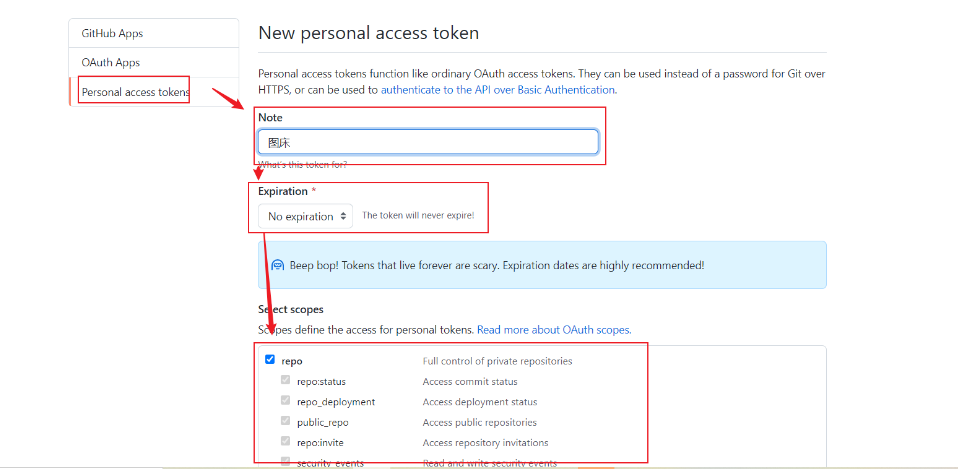 GitHub Apps
OAuth Apps
Personal access tokens
New personal access token
Personal access tokens function like ordinary OAuth access tokens. They can be used instead of a password for Git over
HTTPS, or can be used to authenticate to the API over Basic Authentication.
Note
图床
What's this token for?
Expiration *
No expiration The token will never expire!
Beep bop! Tokens that live forever are scary. Expiration dates are highly recommended!
Select scopes
Scopes define the access for personal tokens. Read more about OAuth scopes.
repo Full control of private repositories
repo:status Access commit status
repo_deployment Access deployment status
public_repo Access public repositories
repo:invite Access repository invitations
security_events Read and write security events